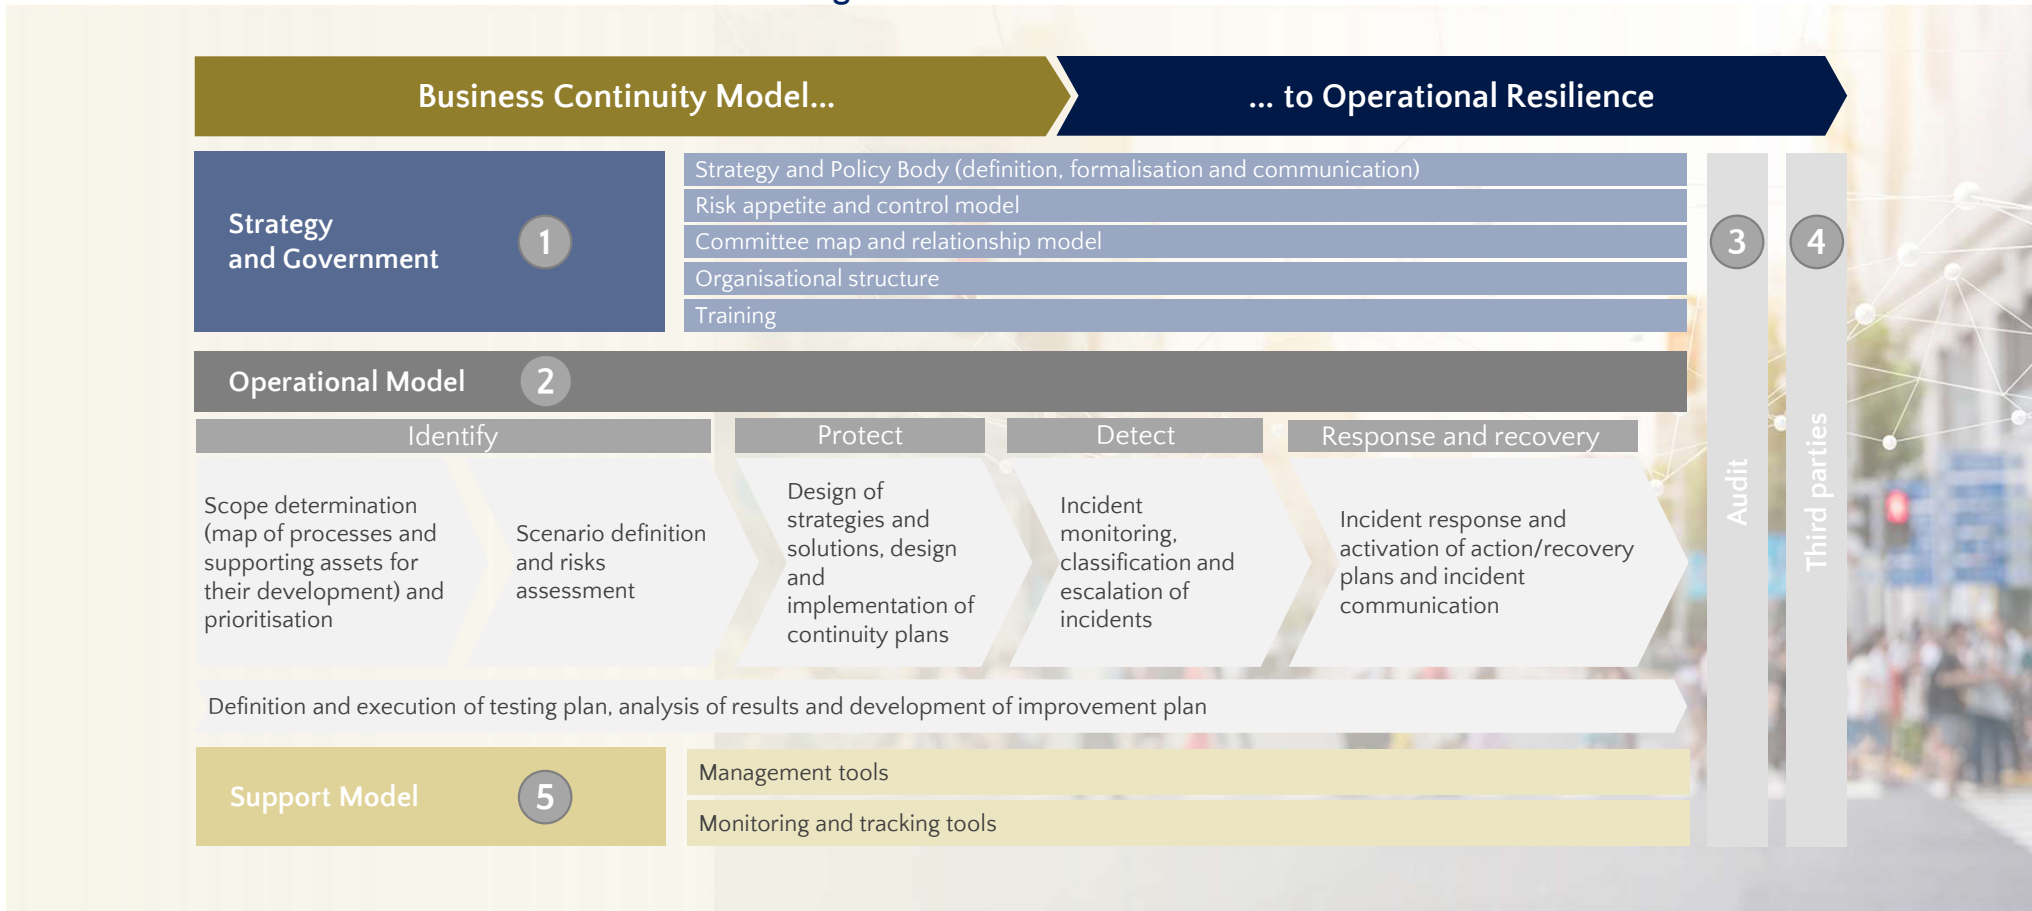 Business Continuity Model...
... to Operational Resilience
Strategy
and Government
1
Strategy and Policy Body (definition, formalisation and communication)
Risk appetite and control model
Committee map and relationship model
Organisational structure
Training
3
Audit
4
Third parties
Operational Model
2
Identify
Protect
Detect
Response and recovery
Scope determination
(map of processes and
supporting assets for
their development) and
prioritisation
Scenario definition
and risks
assessment
Design of
strategies and
solutions, design
and
implementation of
continuity plans
Incident
monitoring,
classification and
escalation of
incidents
Incident response and
activation of action/recovery
plans and incident
communication
Definition and execution of testing plan, analysis of results and development of improvement plan
Support Model
5
Management tools
Monitoring and tracking tools